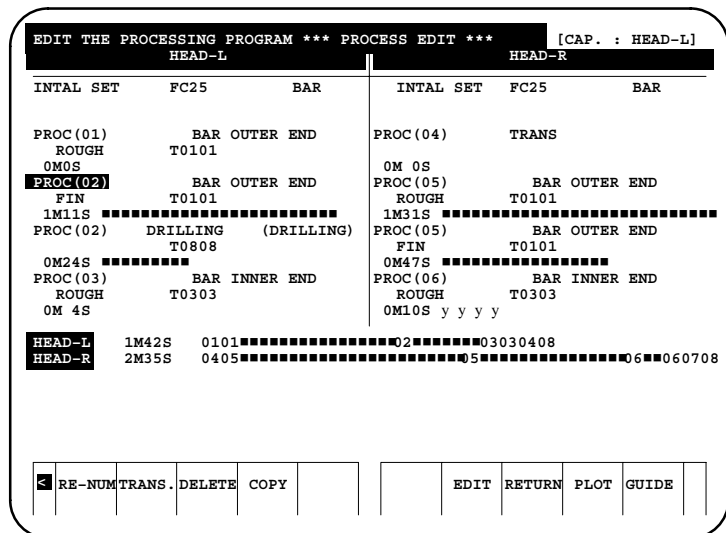 EDIT THE PROCESSING PROGRAM *** PROCESS EDIT *** [CAP. : HEAD-L]
HEAD-L HEAD-R
INTAL SET FC25 BAR INTAL SET FC25 BAR
PROC(01) BAR OUTER END PROC(04) TRANS
ROUGH T0101
0M0S 0M 0S
PROC(02) BAR OUTER END PROC(05) BAR OUTER END
FIN T0101 ROUGH T0101
1M11S 1M31S
PROC(02) DRILLING (DRILLING) PROC(05) BAR OUTER END
T0808 FIN T0101
0M24S 0M47S
PROC(03) BAR INNER END PROC(06) BAR INNER END
ROUGH T0303 ROUGH T0303
0M 4S 0M10S y y y y
HEAD-L 1M42S 0101 02 03030408
HEAD-R 2M35S 0405 05 06 060708
< RE-NUM TRANS. DELETE COPY EDIT RETURN PLOT GUIDE